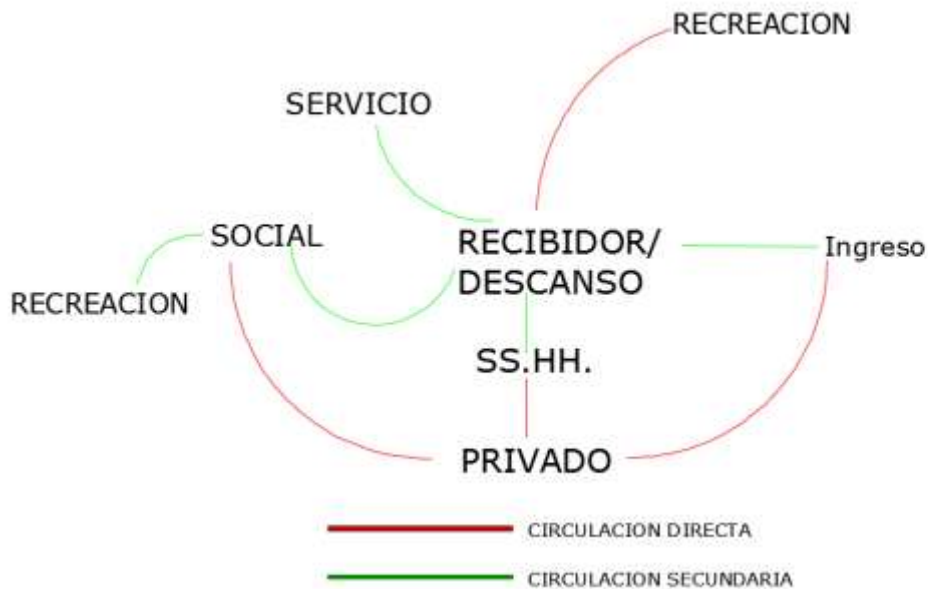 RECREACION
SERVICIO
SOCIAL
RECIBIDOR/
DESCANSO
Ingreso
RECREACION
SS.HH.
PRIVADO
CIRCULACION DIRECTA
CIRCULACION SECUNDARIA